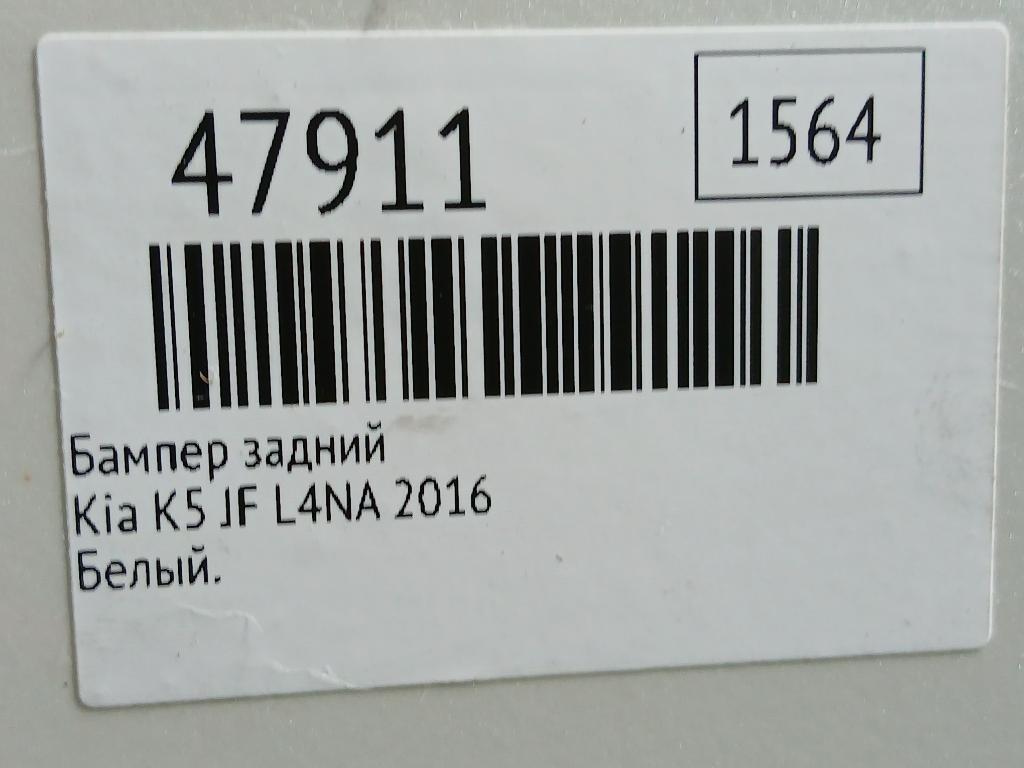 47911
1564
Бампер задний
Kia K5 JF L4NA 2016
Белый.